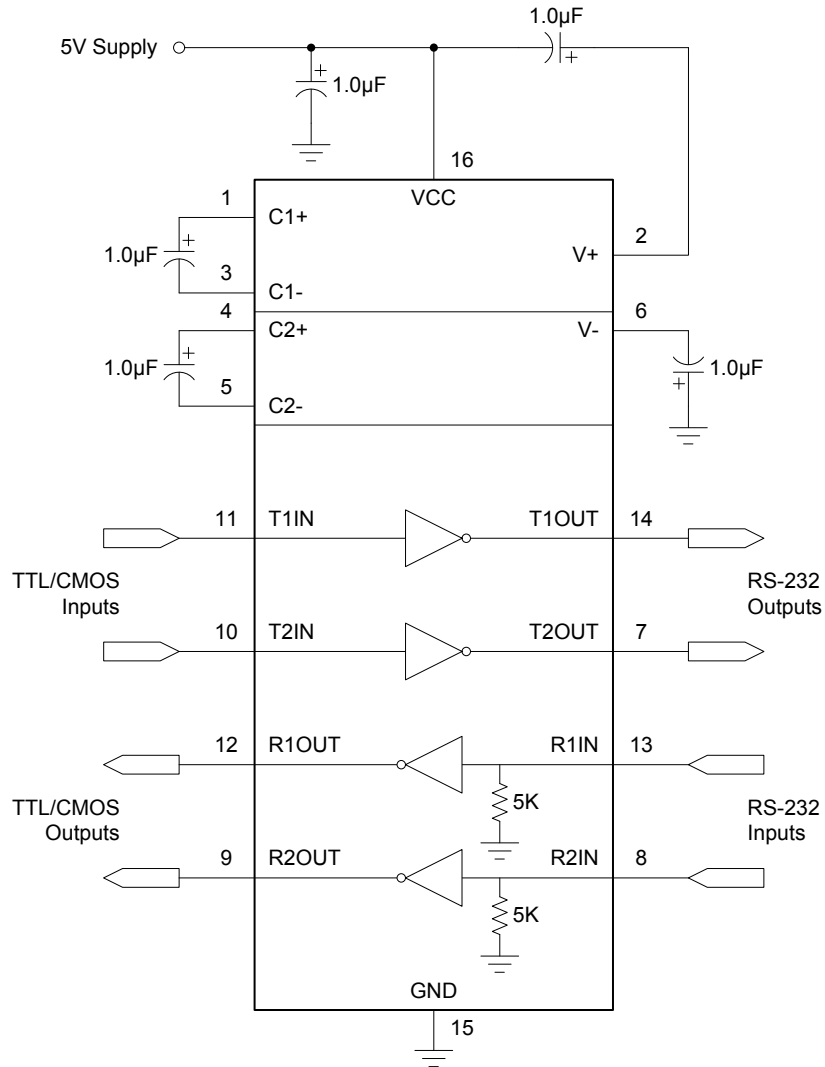 1.0µF
5V Supply
+
1.0µF
+
16
VCC
1
C1+
2
V+
+
1.0µF
3
C1-
4
C2+
6
V-
+
1.0µF
5
C2-
+
1.0µF
11
T1IN
T1OUT
14
TTL/CMOS
Inputs
RS-232
Outputs
10
T2IN
T2OUT
7
12
R1OUT
R1IN
13
5K
TTL/CMOS
Outputs
RS-232
Inputs
9
R2OUT
R2IN
8
5K
GND
15